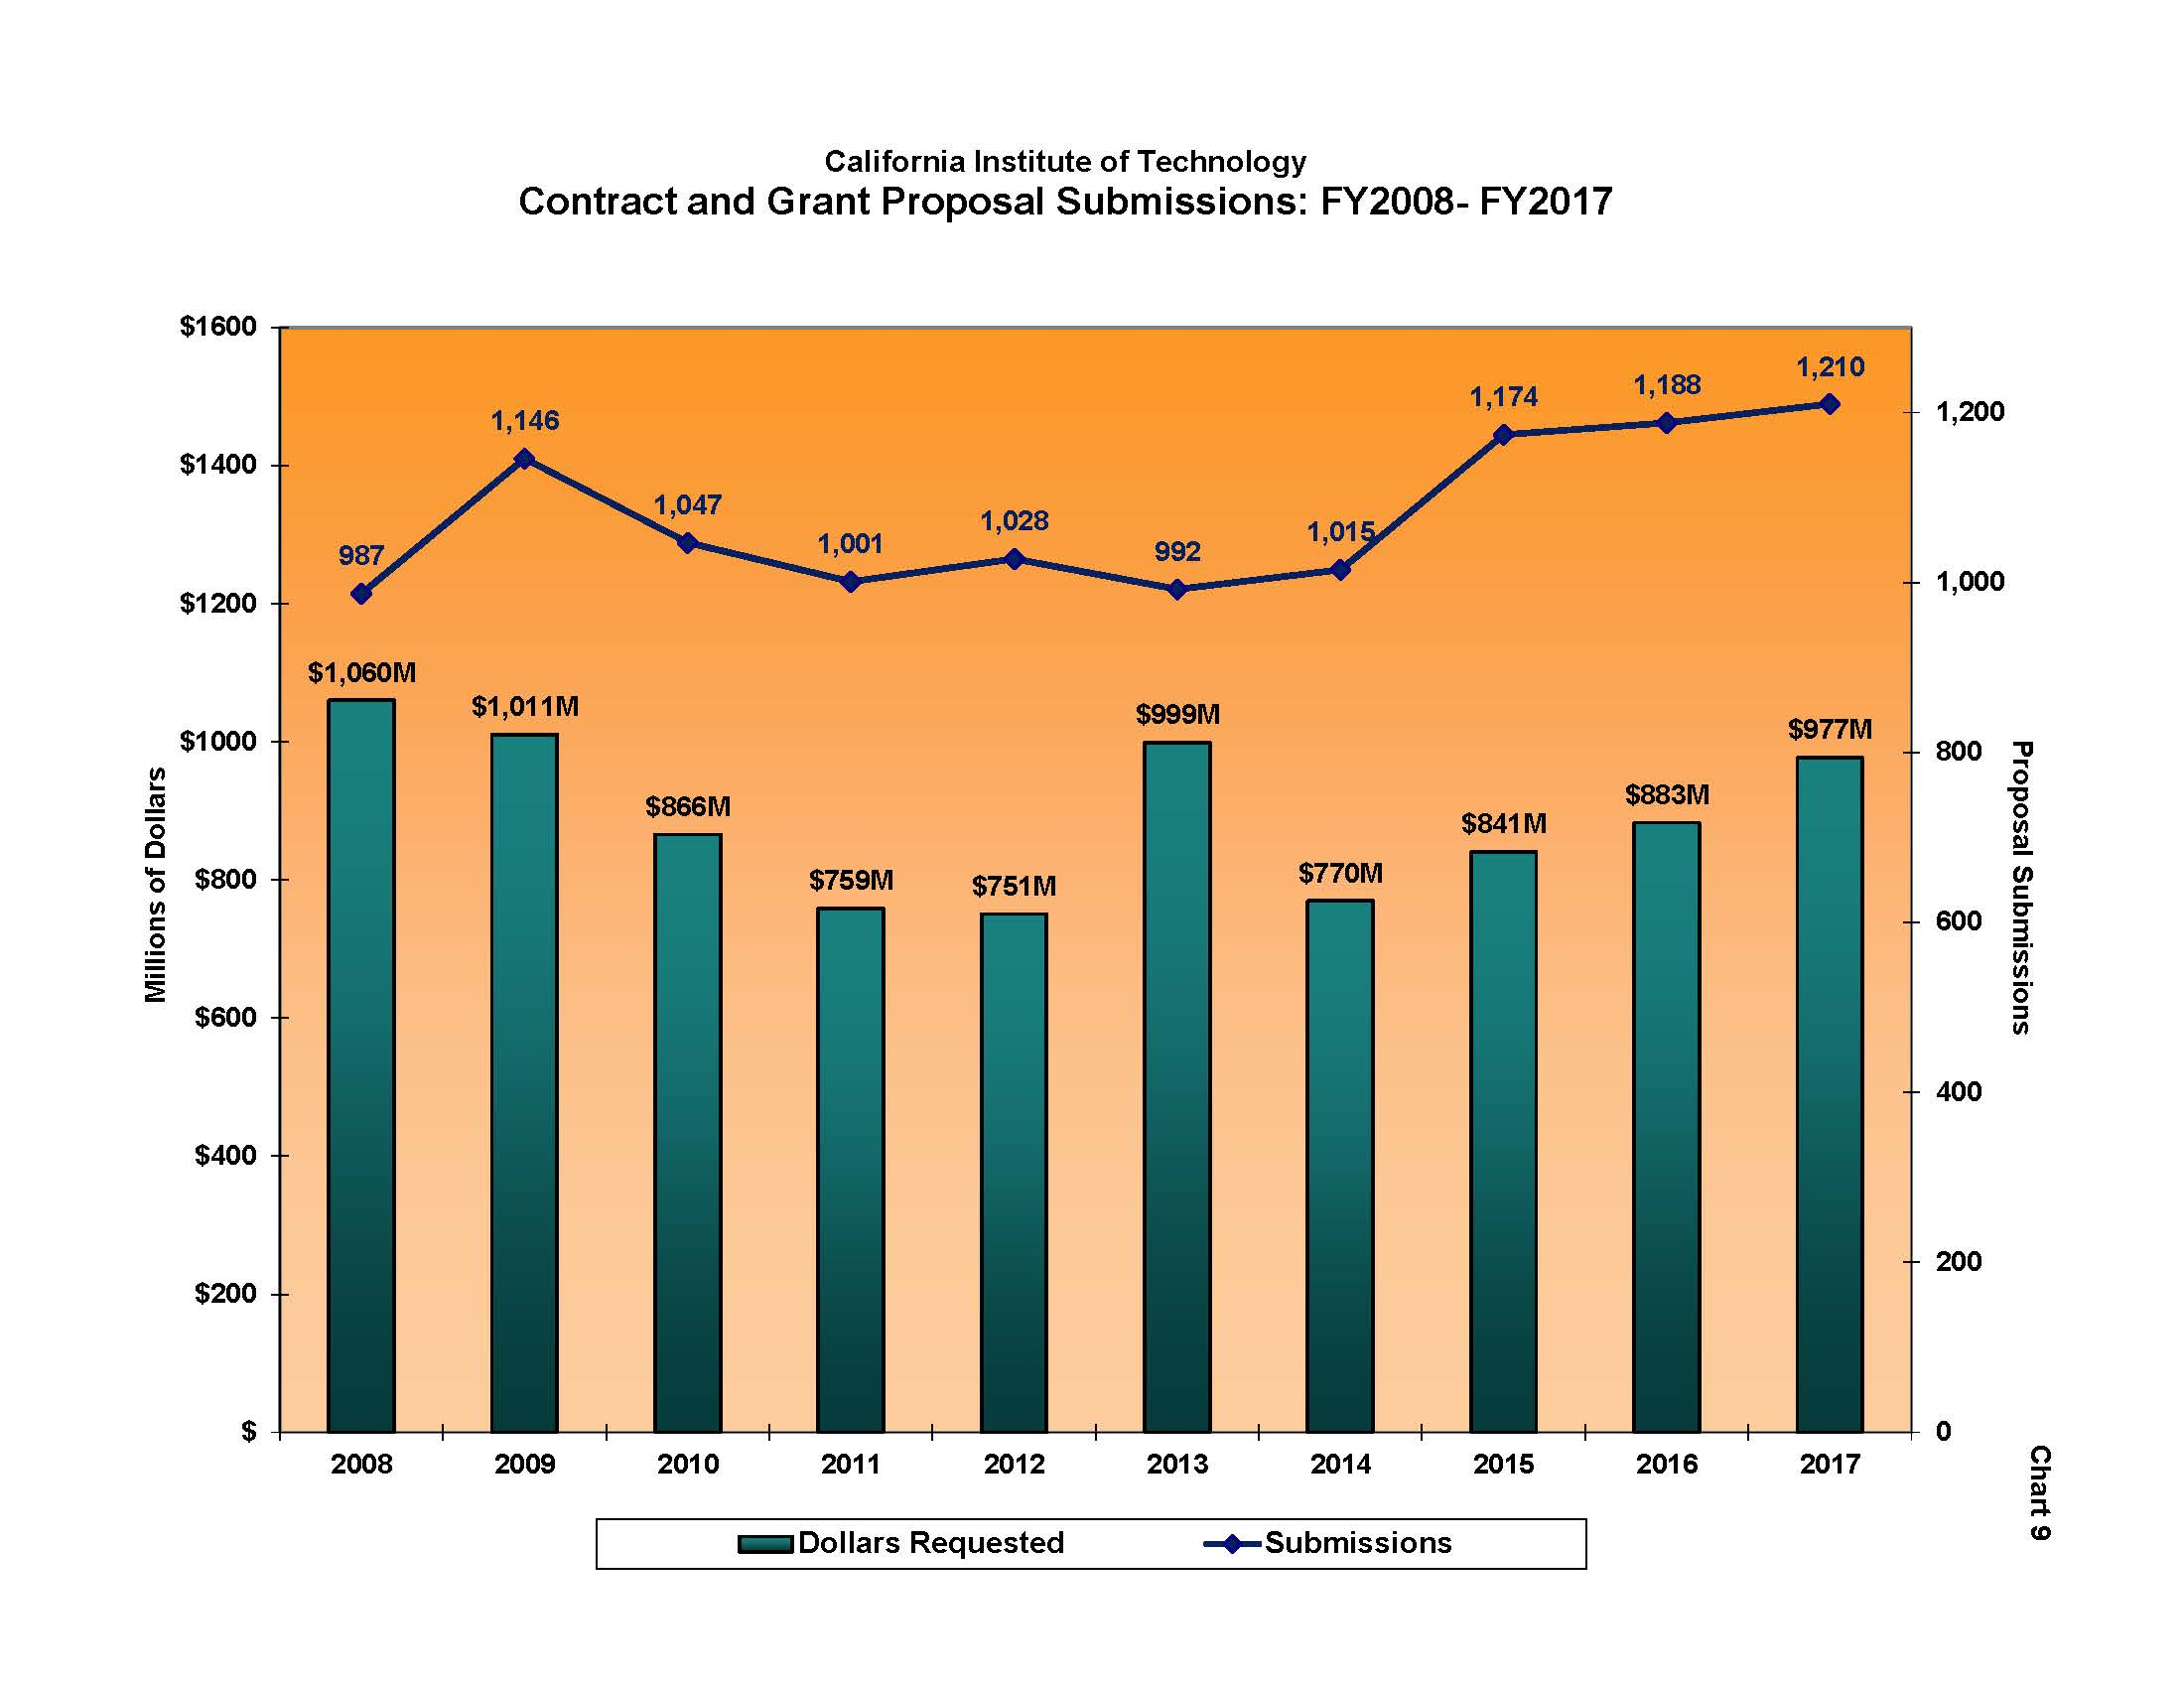 California Institute of Technology
Contract and Grant Proposal Submissions: FY2008- FY2017
$1600
$1400
$1200
$1000
$800
$600
$400
$200
$
Millions of Dollars
987
1,146
1,047
1,001
1,028
992
1,015
1,174
1,188
1,210
$1,060M
$1,011M
$866M
$759M
$751M
$999M
$770M
$841M
$883M
$977M
1,200
1,000
800
600
400
200
0
Proposal Submissions
2008 2009 2010 2011 2012 2013 2014 2015 2016 2017
Dollars Requested Submissions
Chart 9